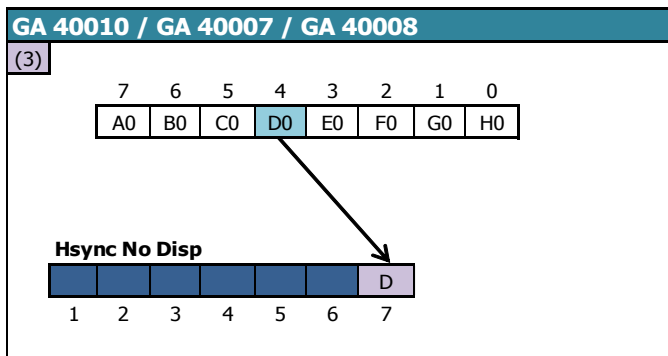 GA 40010 / GA 40007 / GA 40008
(3)
7 6 5 4 3 2 1 0
A0 B0 C0 D0 E0 F0 G0 H0
Hsync No Disp
D
1 2 3 4 5 6 7